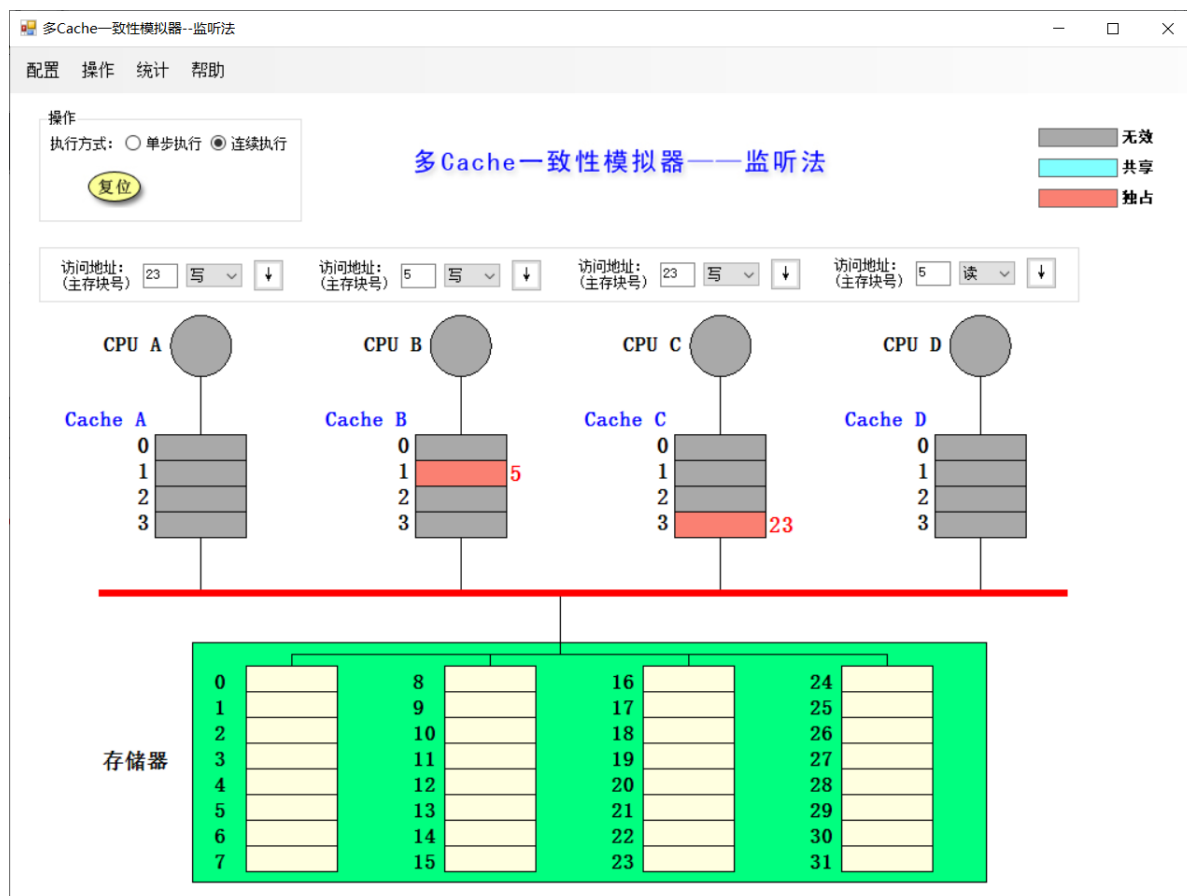 多Cache一致性模拟器--监听法
配置 操作 统计 帮助
操作
执行方式: 单步执行 连续执行
复位
多Cache一致性模拟器——监听法
无效
共享
独占
访问地址:
(主存块号) 23 写 ↓
访问地址:
(主存块号) 5 写 ↓
访问地址:
(主存块号) 23 写 ↓
访问地址:
(主存块号) 5 读 ↓
CPU A CPU B CPU C CPU D
Cache A Cache B Cache C Cache D
0 0 0 0
1 1 5 1 1
2 2 2 2
3 3 3 23 3
存储器
0 8 16 24
1 9 17 25
2 10 18 26
3 11 19 27
4 12 20 28
5 13 21 29
6 14 22 30
7 15 23 31